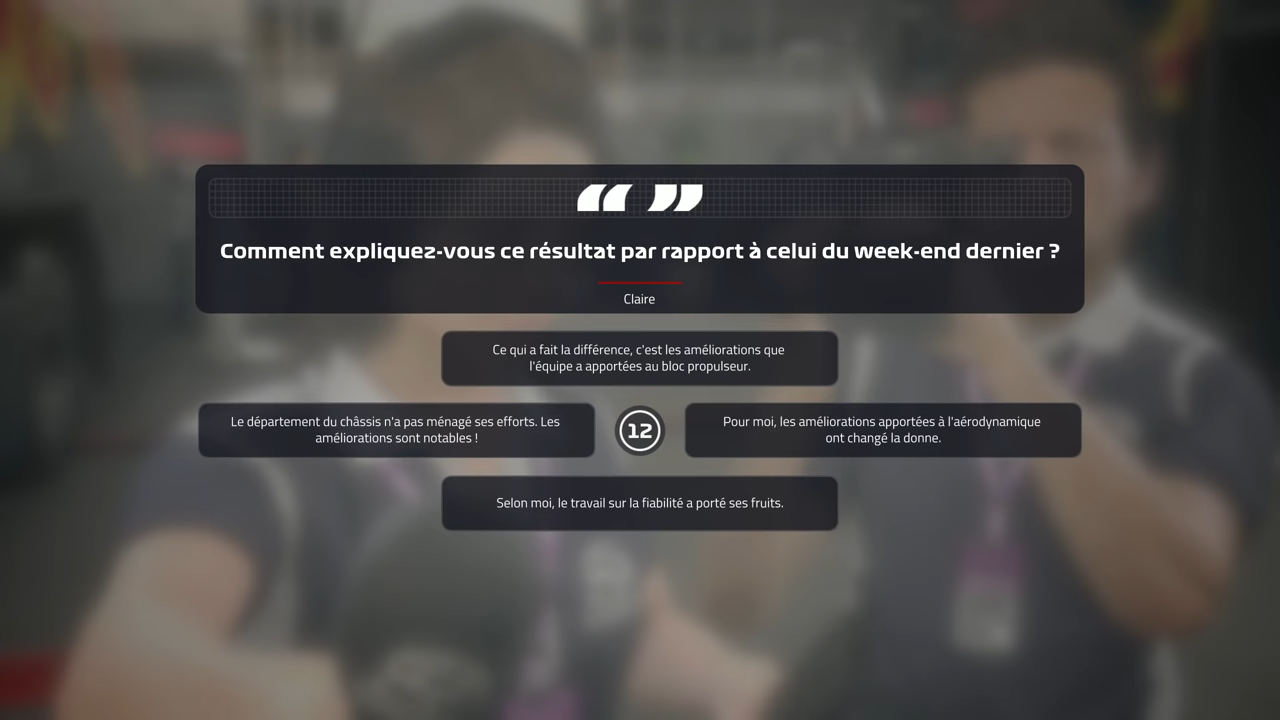 “ ”
Comment expliquez-vous ce résultat par rapport à celui du week-end dernier ?
Claire
Ce qui a fait la différence, c'est les améliorations que
l'équipe a apportées au bloc propulseur.
Le département du châssis n'a pas ménagé ses efforts. Les
améliorations sont notables !
12
Pour moi, les améliorations apportées à l'aérodynamique
ont changé la donne.
Selon moi, le travail sur la fiabilité a porté ses fruits.